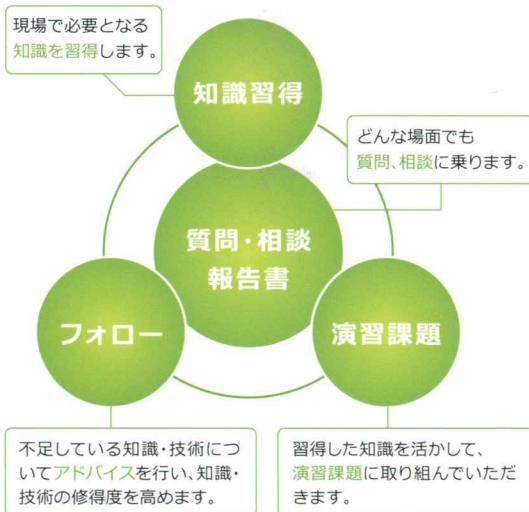 現場で必要となる
知識を習得します。
知識習得
どんな場面でも
質問、相談に乗ります。
質問・相談
報告書
フォロー
演習課題
不足している知識・技術につ
いてアドバイスを行い、知識・
技術の修得度を高めます。
習得した知識を活かして、
演習課題に取り組んでいただ
きます。